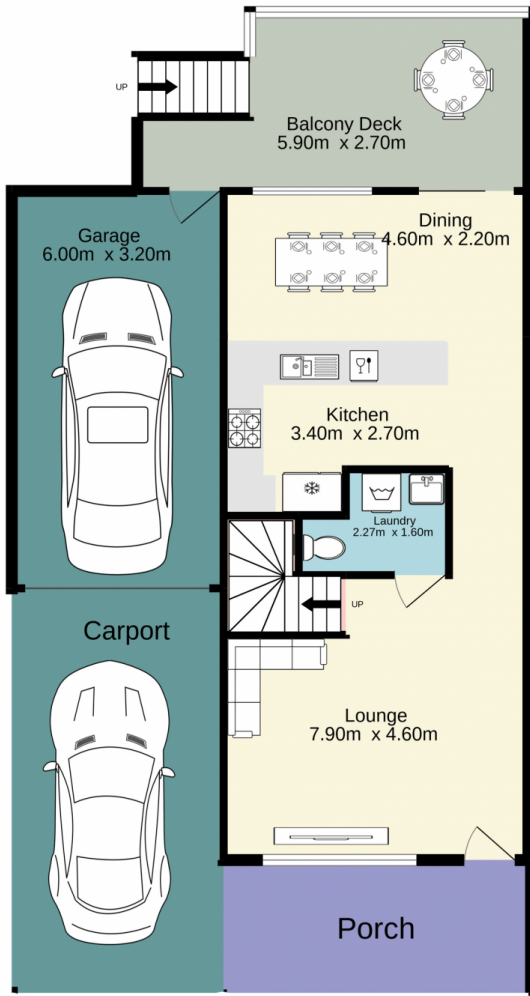 UP
Balcony Deck
5.90m x 2.70m
Garage
6.00m x 3.20m
Dining
4.60m x 2.20m
Kitchen
3.40m x 2.70m
Laundry
2.27m x 1.60m
UP
Carport
Lounge
7.90m x 4.60m
Porch